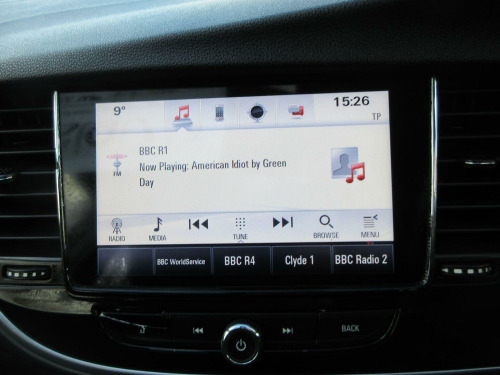 9°
15:26
TP
BBC R1
Now Playing: American Idiot by Green
Day
FM
RADIO
MEDIA
TUNE
BROWSE
MENU
BBC WorldService
BBC R4
Clyde 1
BBC Radio 2
BACK